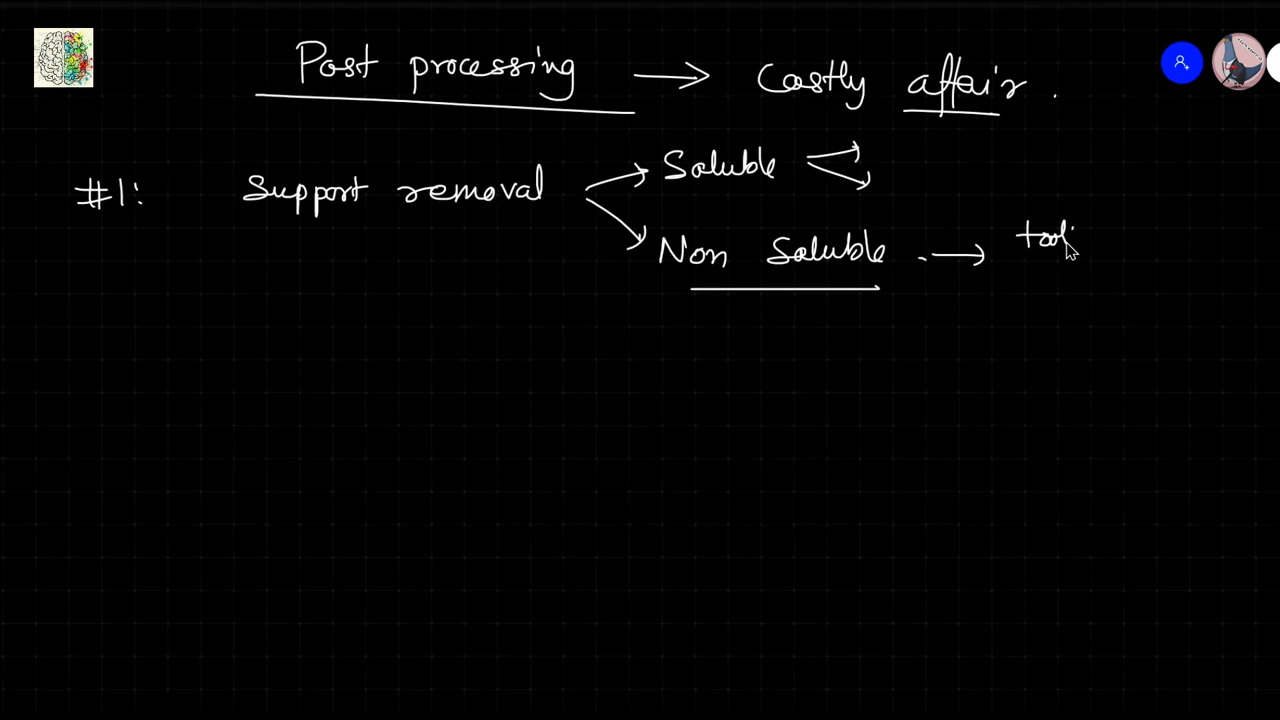 Post processing → Costly affair .
#1: Support removal → Soluble
→ Non Soluble . → tool